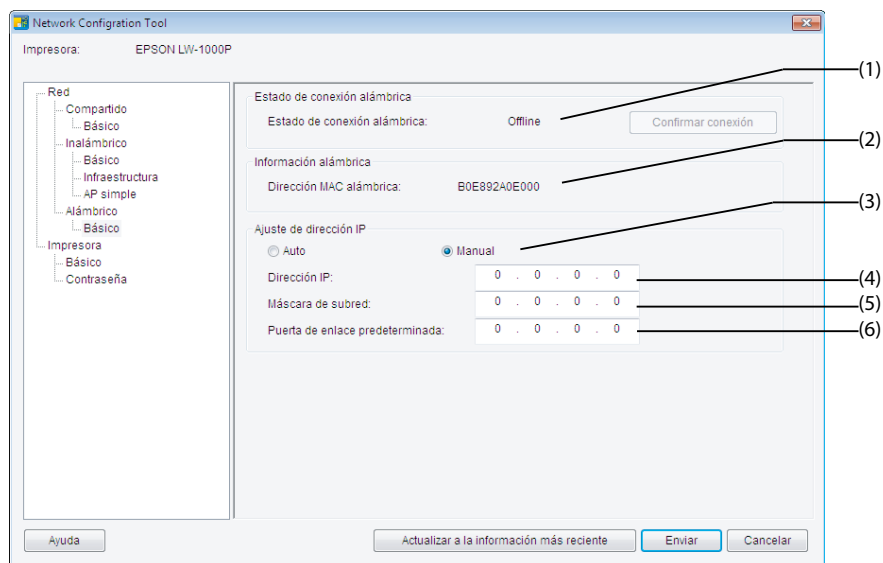 Network Configration Tool
Impresora: EPSON LW-1000P
Red
Compartido
Básico
Inalámbrico
Básico
Infraestructura
AP simple
Alámbrico
Básico
Impresora
Básico
Contraseña
Estado de conexión alámbrica
Estado de conexión alámbrica: Offline Confirmar conexión
Información alámbrica
Dirección MAC alámbrica: B0E892A0E000
Ajuste de dirección IP
Auto Manual
Dirección IP: 0 . 0 . 0 . 0
Máscara de subred: 0 . 0 . 0 . 0
Puerta de enlace predeterminada: 0 . 0 . 0 . 0
(1)
(2)
(3)
(4)
(5)
(6)
Ayuda Actualizar a la información más reciente Enviar Cancelar